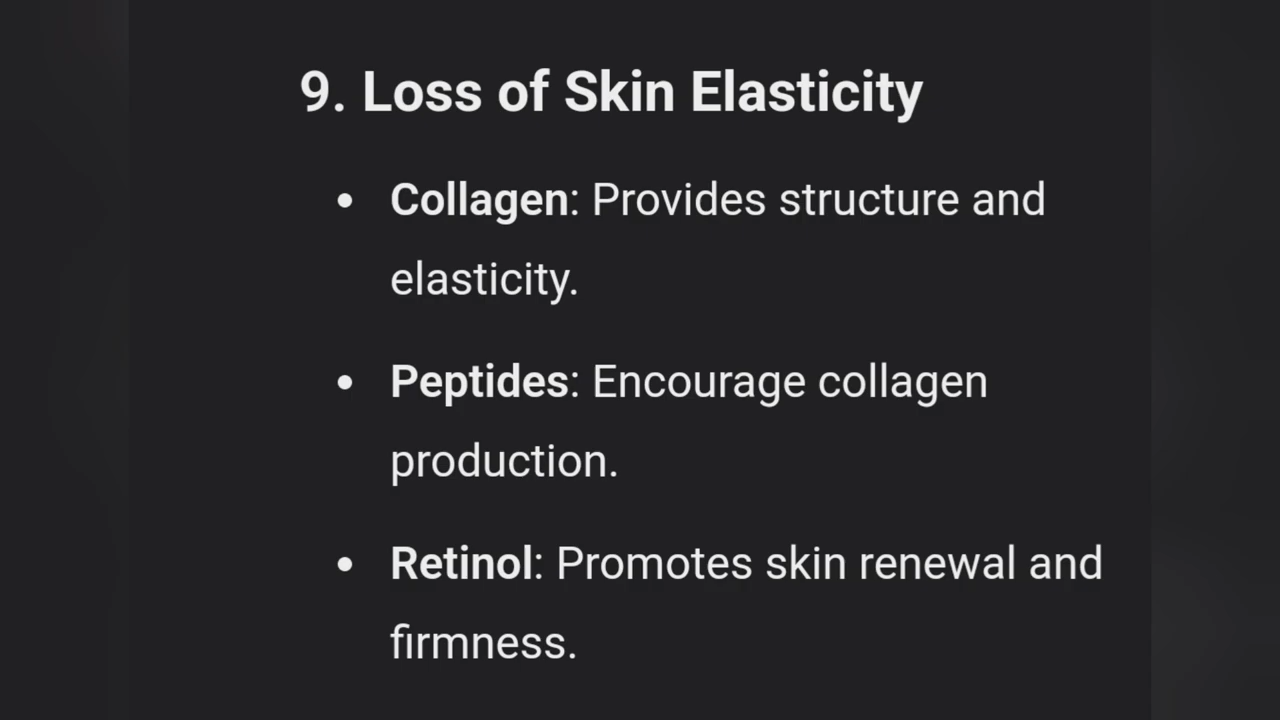 9. Loss of Skin Elasticity
• Collagen: Provides structure and
elasticity.
• Peptides: Encourage collagen
production.
• Retinol: Promotes skin renewal and
firmness.